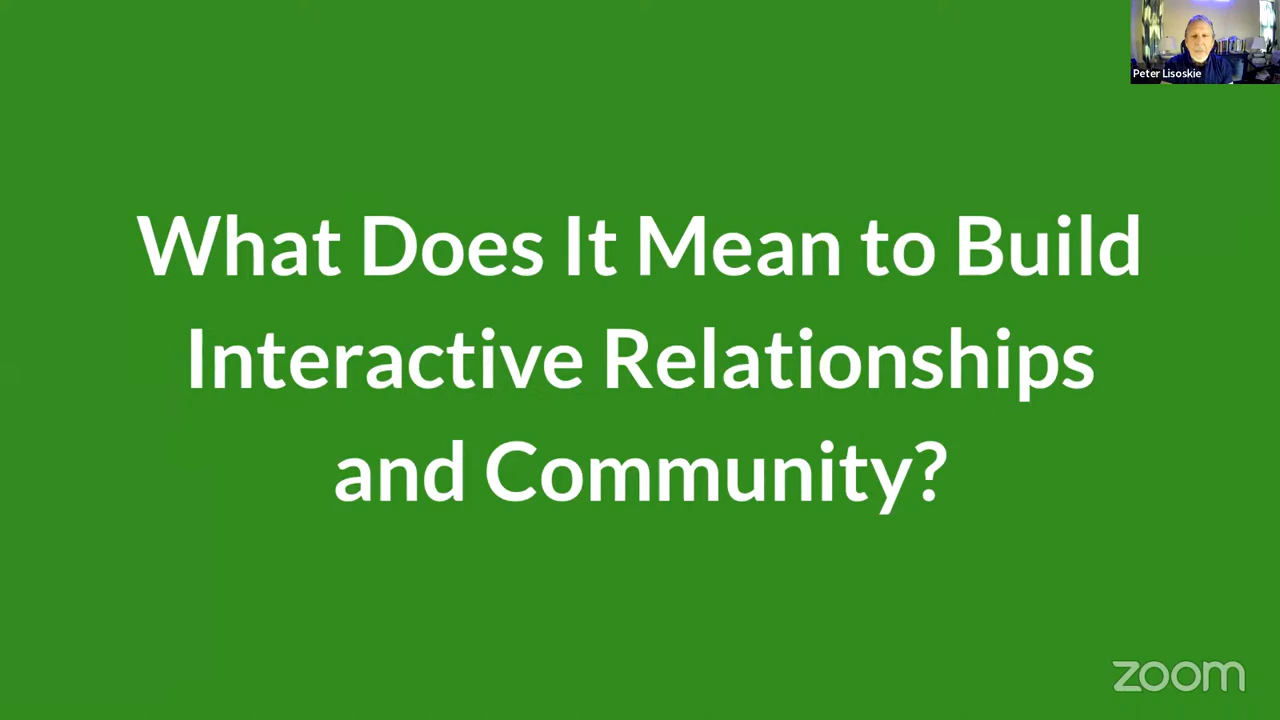 Peter Lisoskie
What Does It Mean to Build
Interactive Relationships
and Community?
zoom